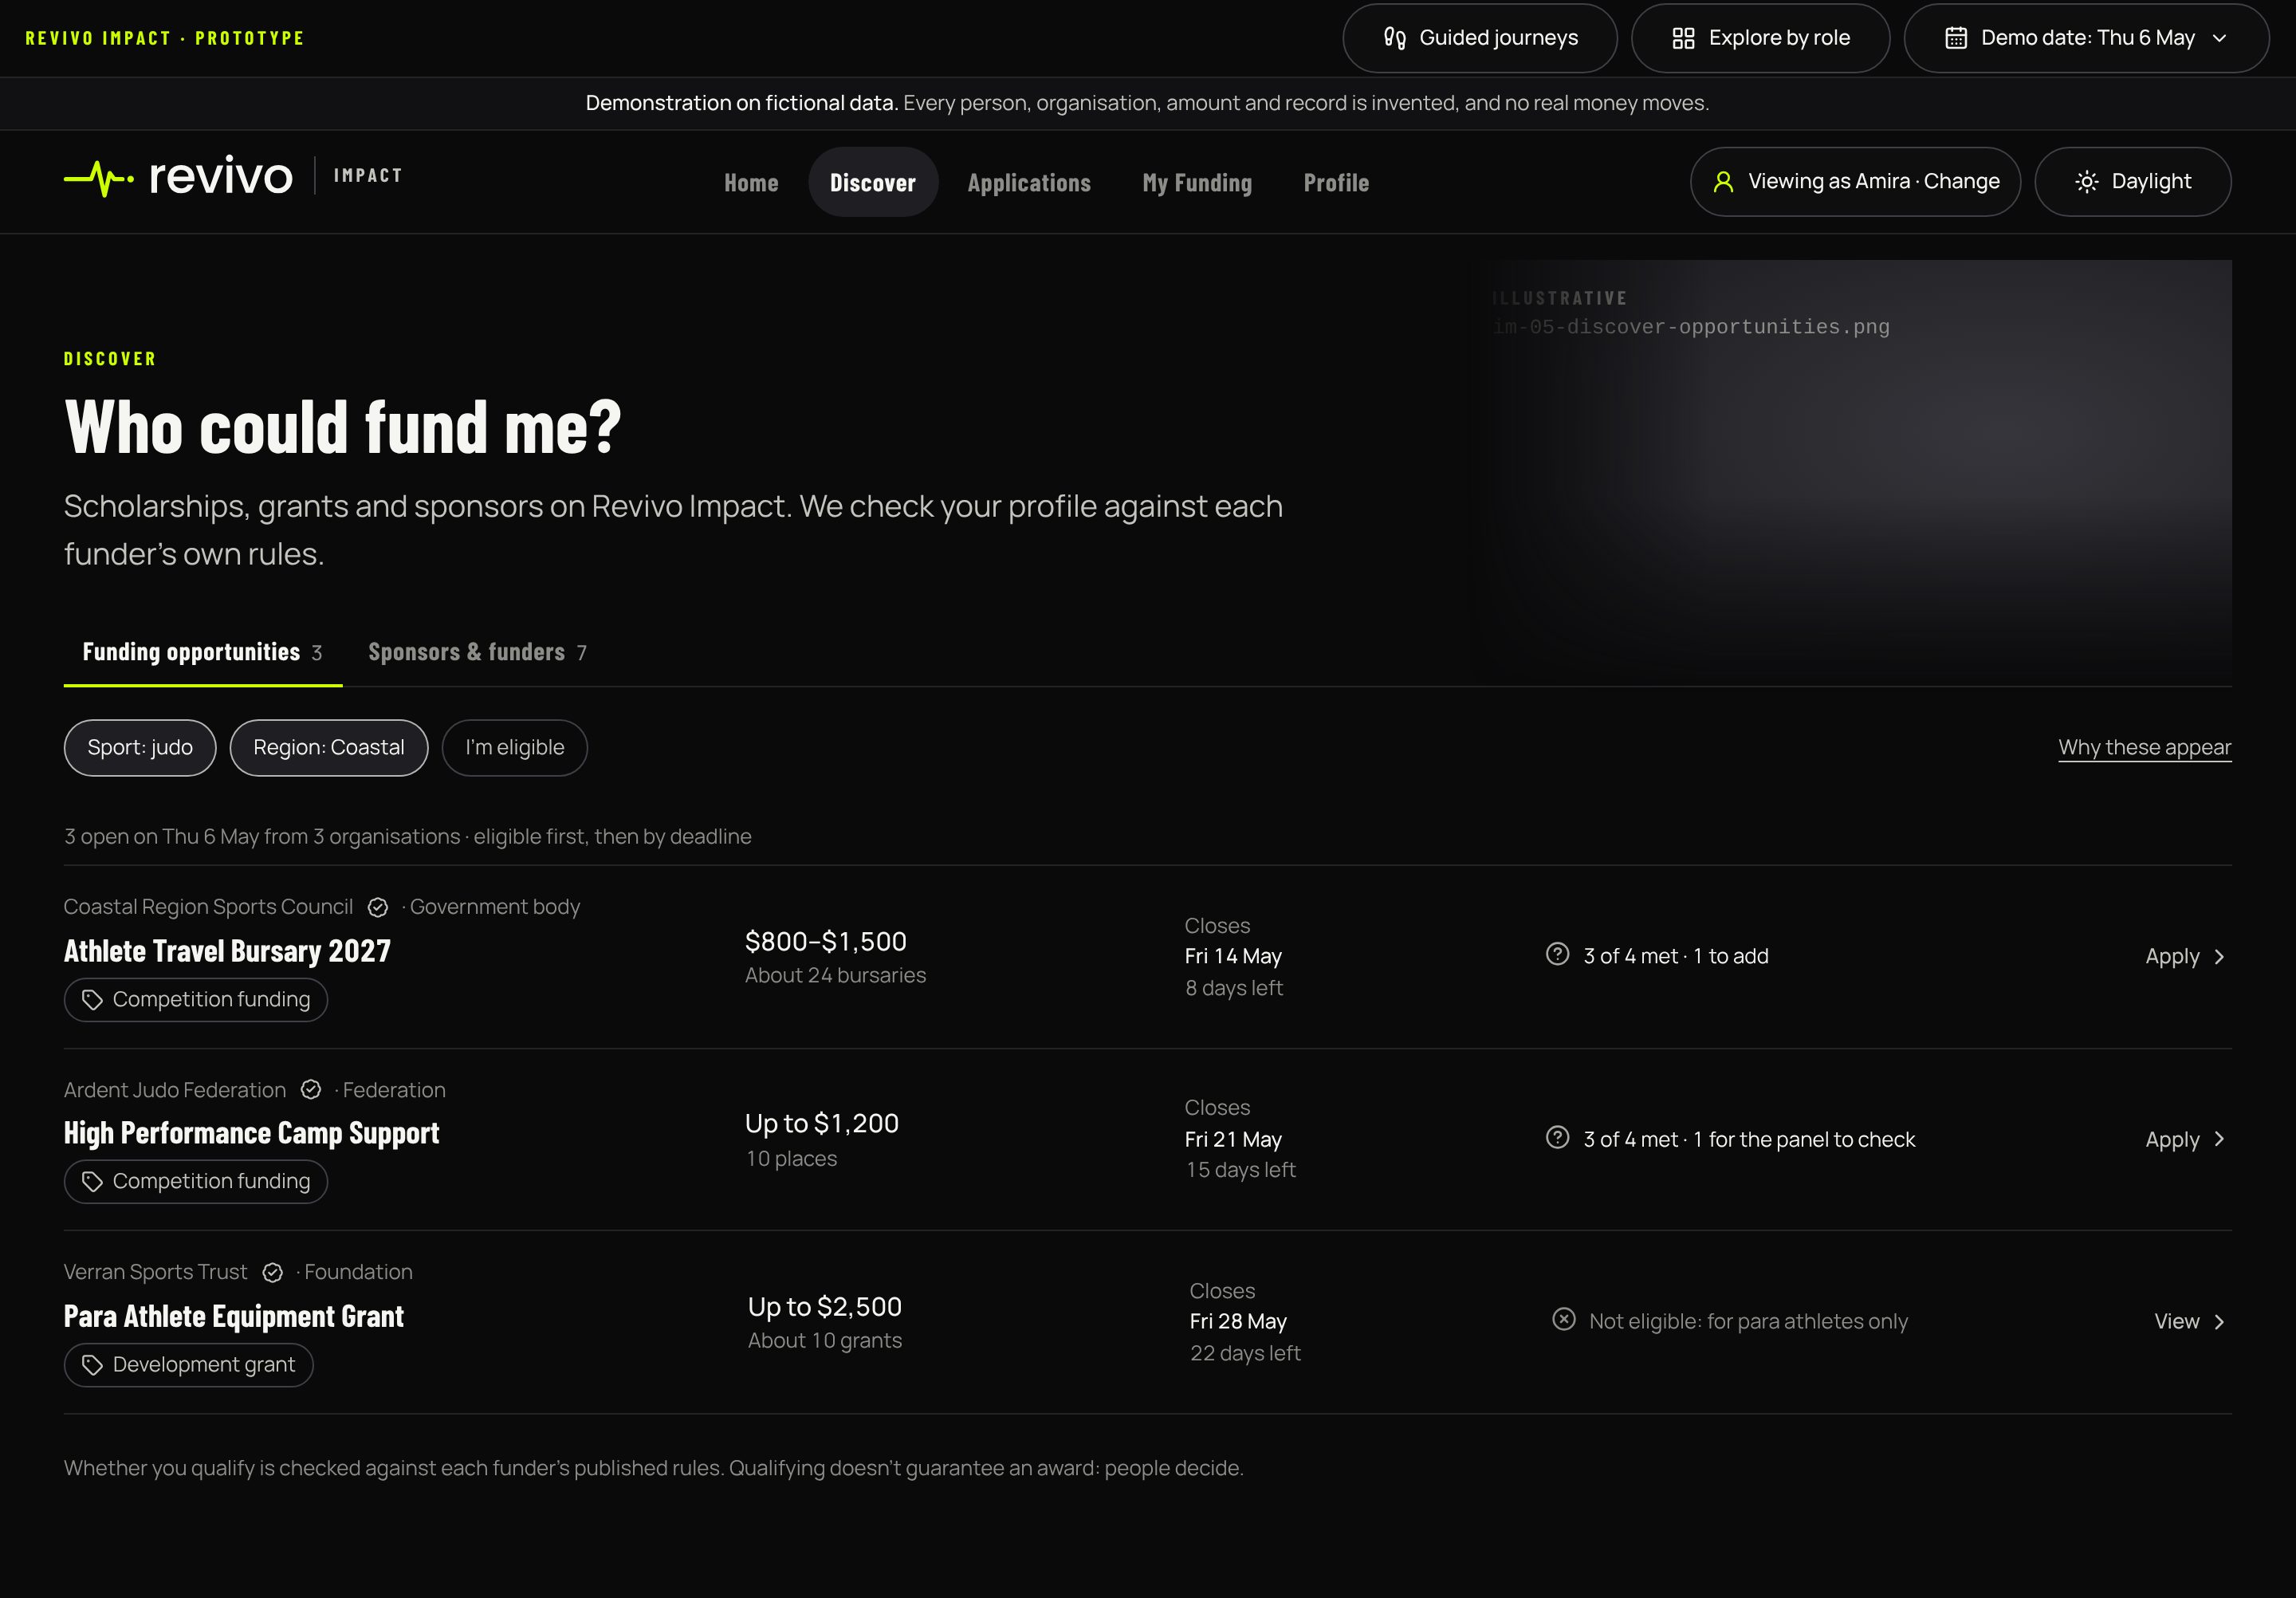 REVIVO IMPACT · PROTOTYPE
Guided journeys
Explore by role
Demo date: Thu 6 May
Demonstration on fictional data. Every person, organisation, amount and record is invented, and no real money moves.
revivo
IMPACT
Home
Discover
Applications
My Funding
Profile
Viewing as Amira · Change
Daylight
ILLUSTRATIVE
im-05-discover-opportunities.png
DISCOVER
Who could fund me?
Scholarships, grants and sponsors on Revivo Impact. We check your profile against each
funder’s own rules.
Funding opportunities 3
Sponsors & funders 7
Sport: judo
Region: Coastal
I’m eligible
Why these appear
3 open on Thu 6 May from 3 organisations · eligible first, then by deadline
Coastal Region Sports Council · Government body
Athlete Travel Bursary 2027
Competition funding
$800–$1,500
About 24 bursaries
Closes
Fri 14 May
8 days left
3 of 4 met · 1 to add
Apply
Ardent Judo Federation · Federation
High Performance Camp Support
Competition funding
Up to $1,200
10 places
Closes
Fri 21 May
15 days left
3 of 4 met · 1 for the panel to check
Apply
Verran Sports Trust · Foundation
Para Athlete Equipment Grant
Development grant
Up to $2,500
About 10 grants
Closes
Fri 28 May
22 days left
Not eligible: for para athletes only
View
Whether you qualify is checked against each funder’s published rules. Qualifying doesn’t guarantee an award: people decide.